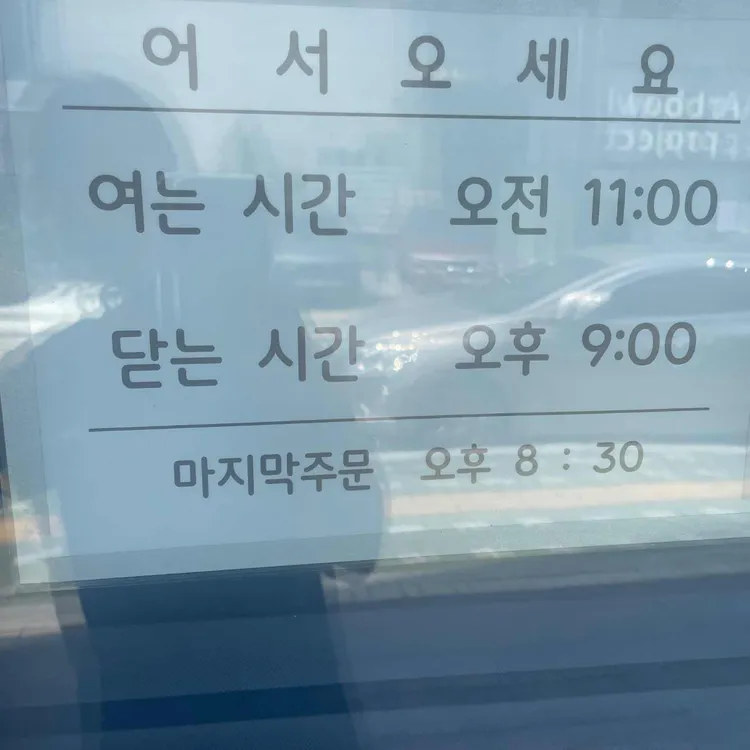 어서오세요
여는 시간 오전 11:00
닫는 시간 오후 9:00
마지막주문 오후 8 : 30
project